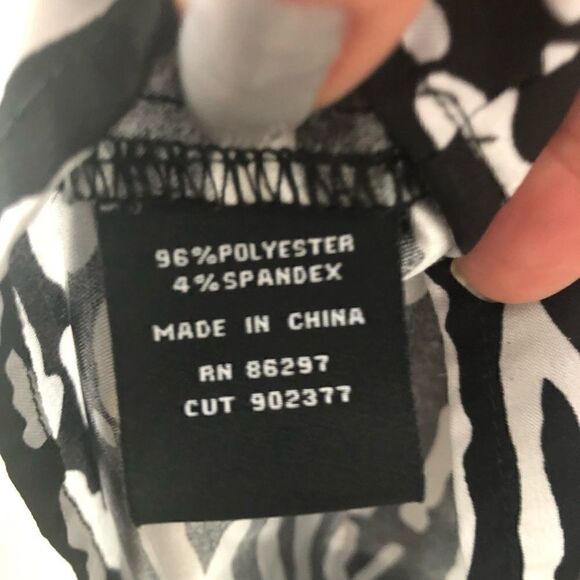 96%POLYESTER
4%SPANDEX
MADE IN CHINA
RN 86297
CUT 902377